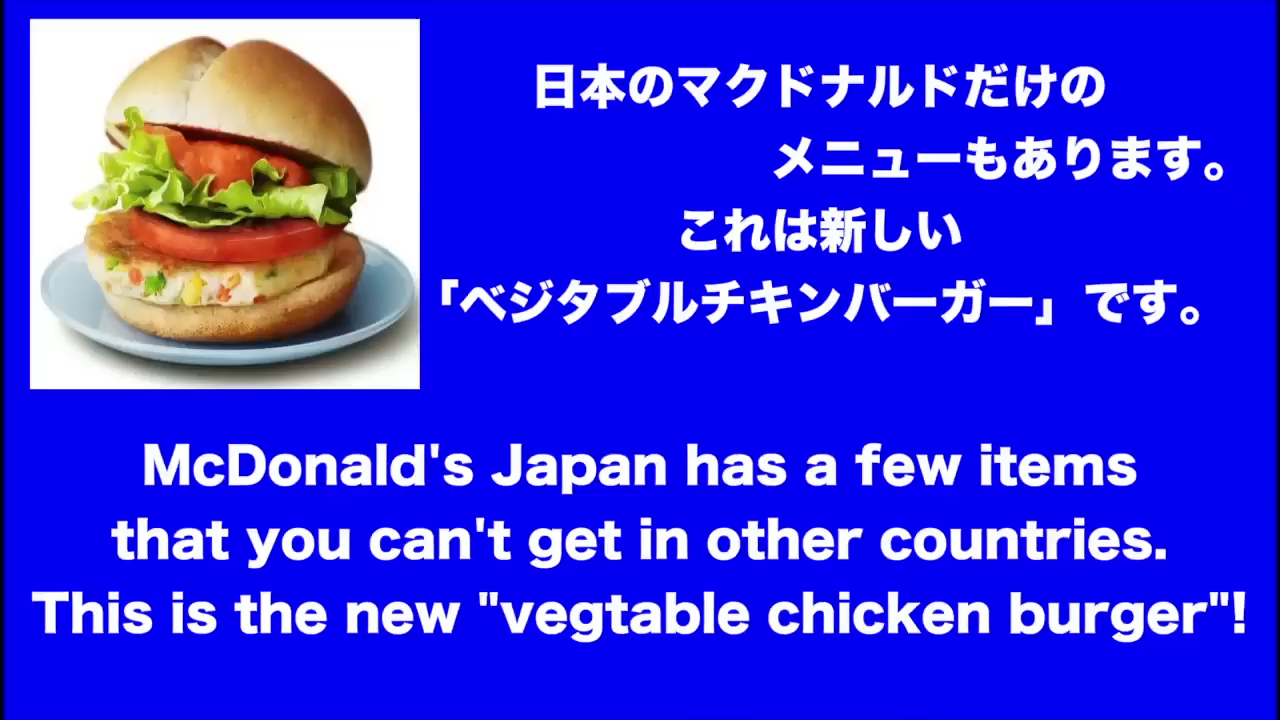 日本のマクドナルドだけの
メニューもあります。
これは新しい
「ベジタブルチキンバーガー」です。
McDonald's Japan has a few items
that you can't get in other countries.
This is the new "vegtable chicken burger"!